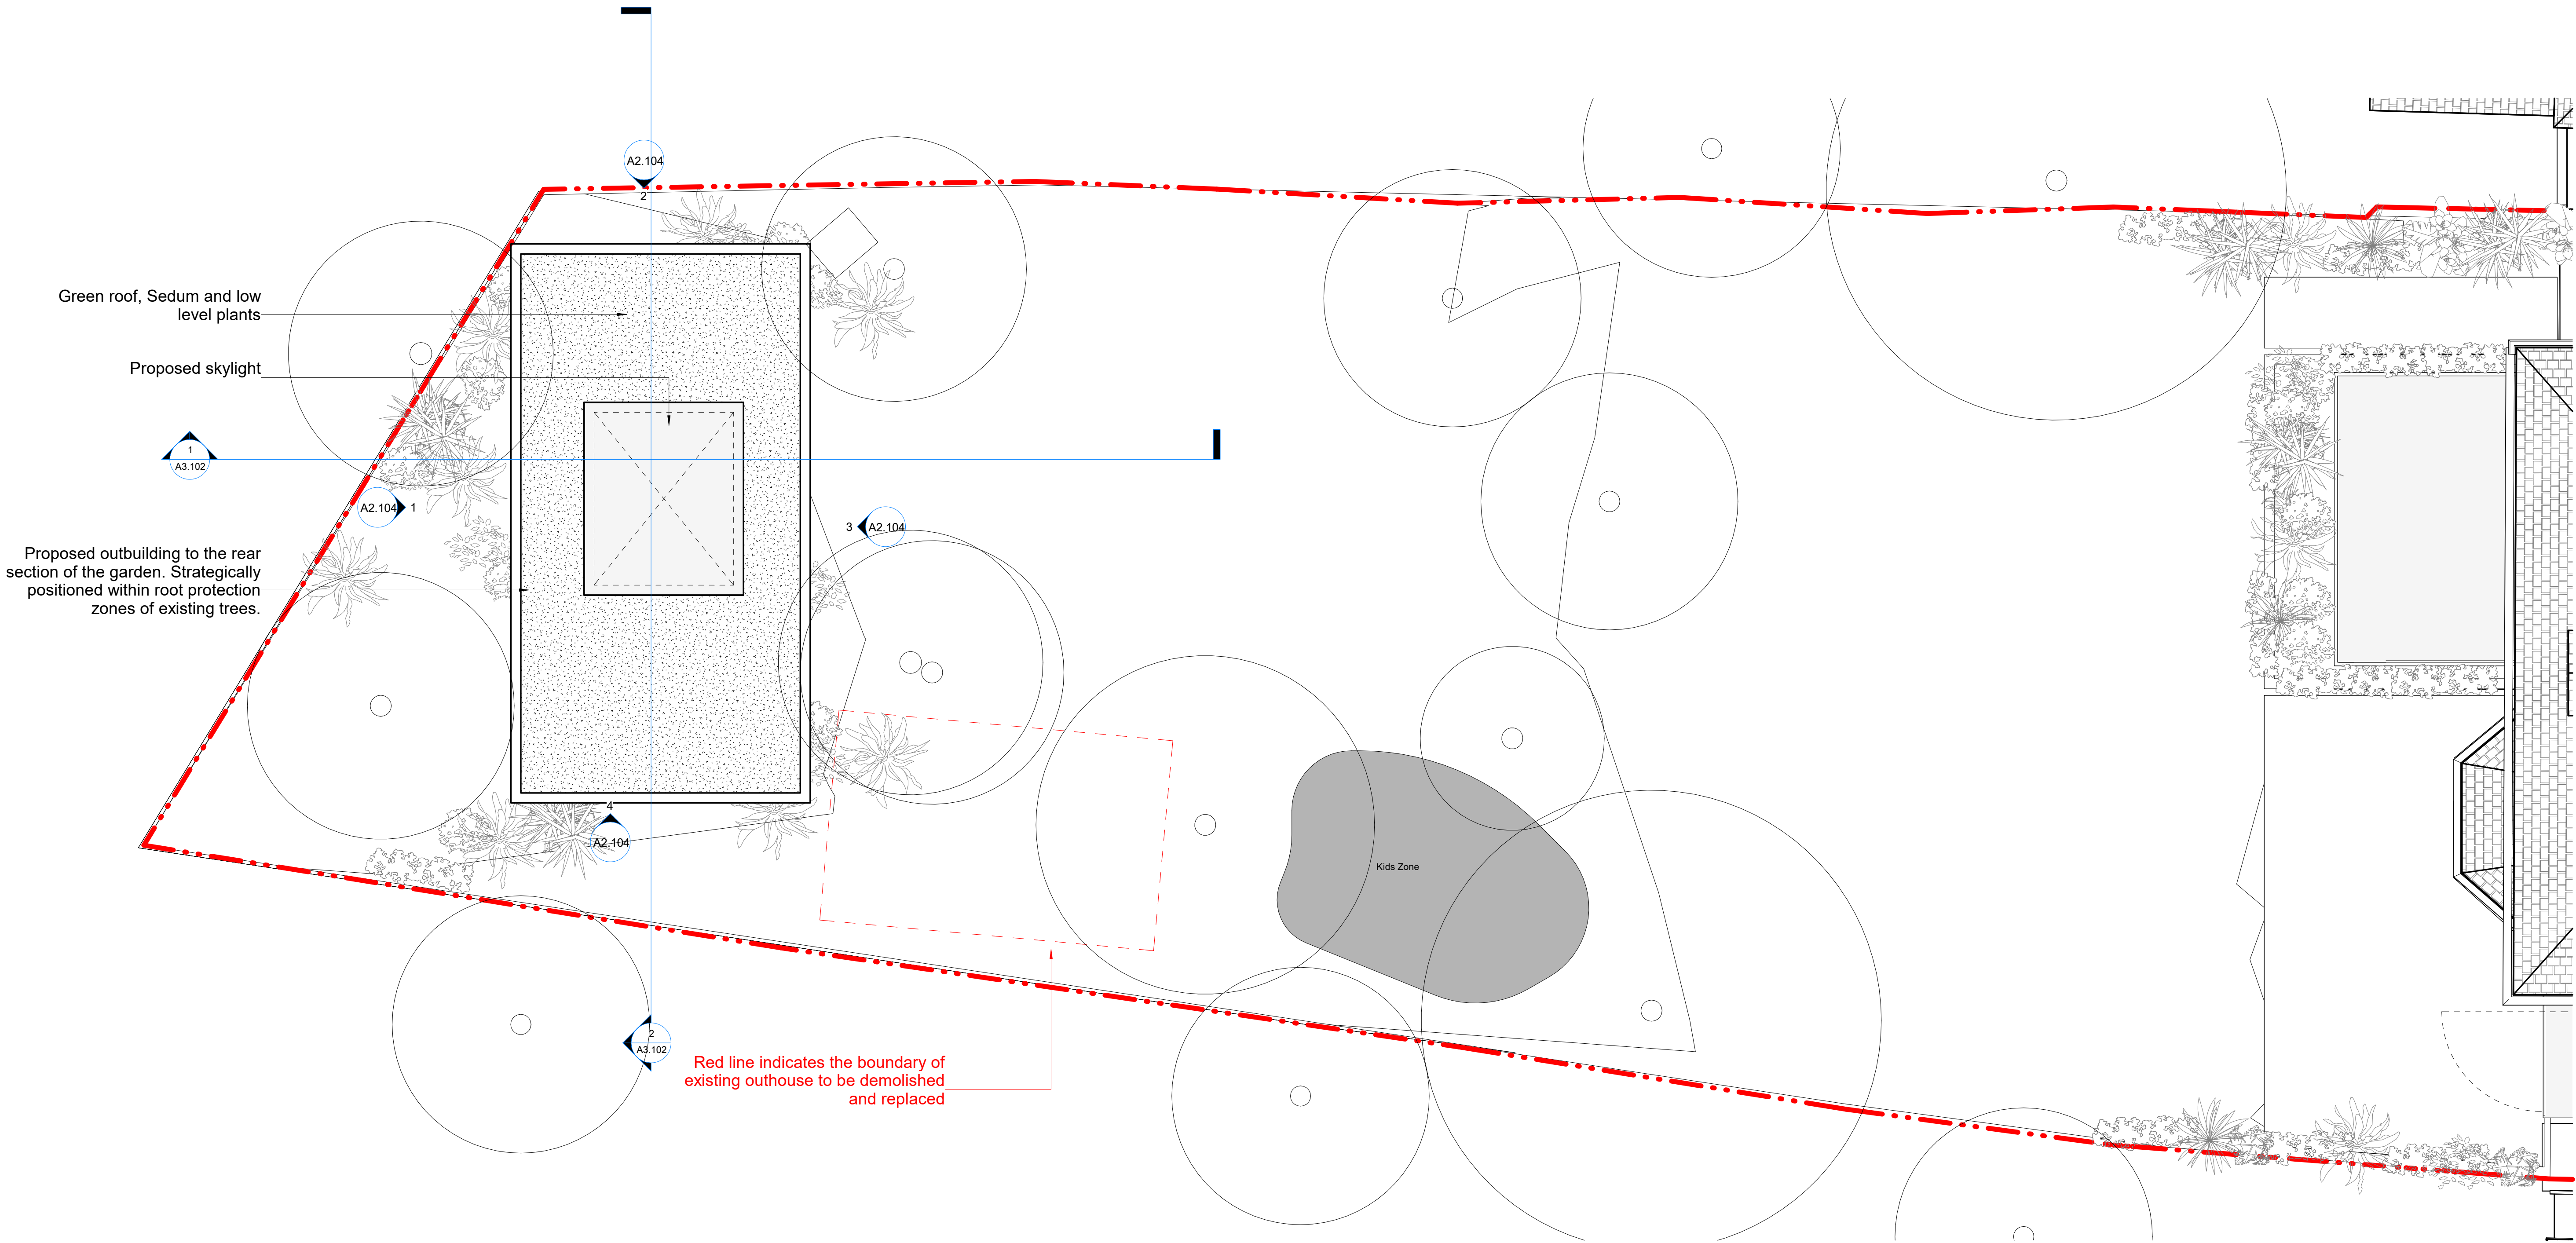 A2.104
2
Green roof, Sedum and low
level plants
Proposed skylight
1
A3.102
A2.104
1
3
A2.104
Proposed outbuilding to the rear
section of the garden. Strategically
positioned within root protection
zones of existing trees.
4
A2.104
Kids Zone
2
A3.102
Red line indicates the boundary of
existing outhouse to be demolished
and replaced